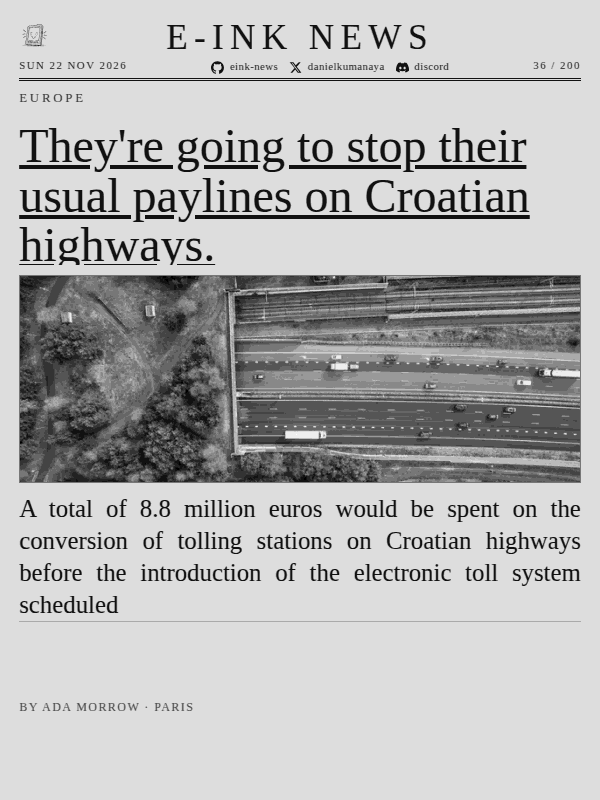 E-INK NEWS
SUN 22 NOV 2026
eink-news
danielkumanaya
discord
36 / 200
EUROPE
They're going to stop their
usual paylines on Croatian
highways.
A total of 8.8 million euros would be spent on the
conversion of tolling stations on Croatian highways
before the introduction of the electronic toll system
scheduled
BY ADA MORROW · PARIS